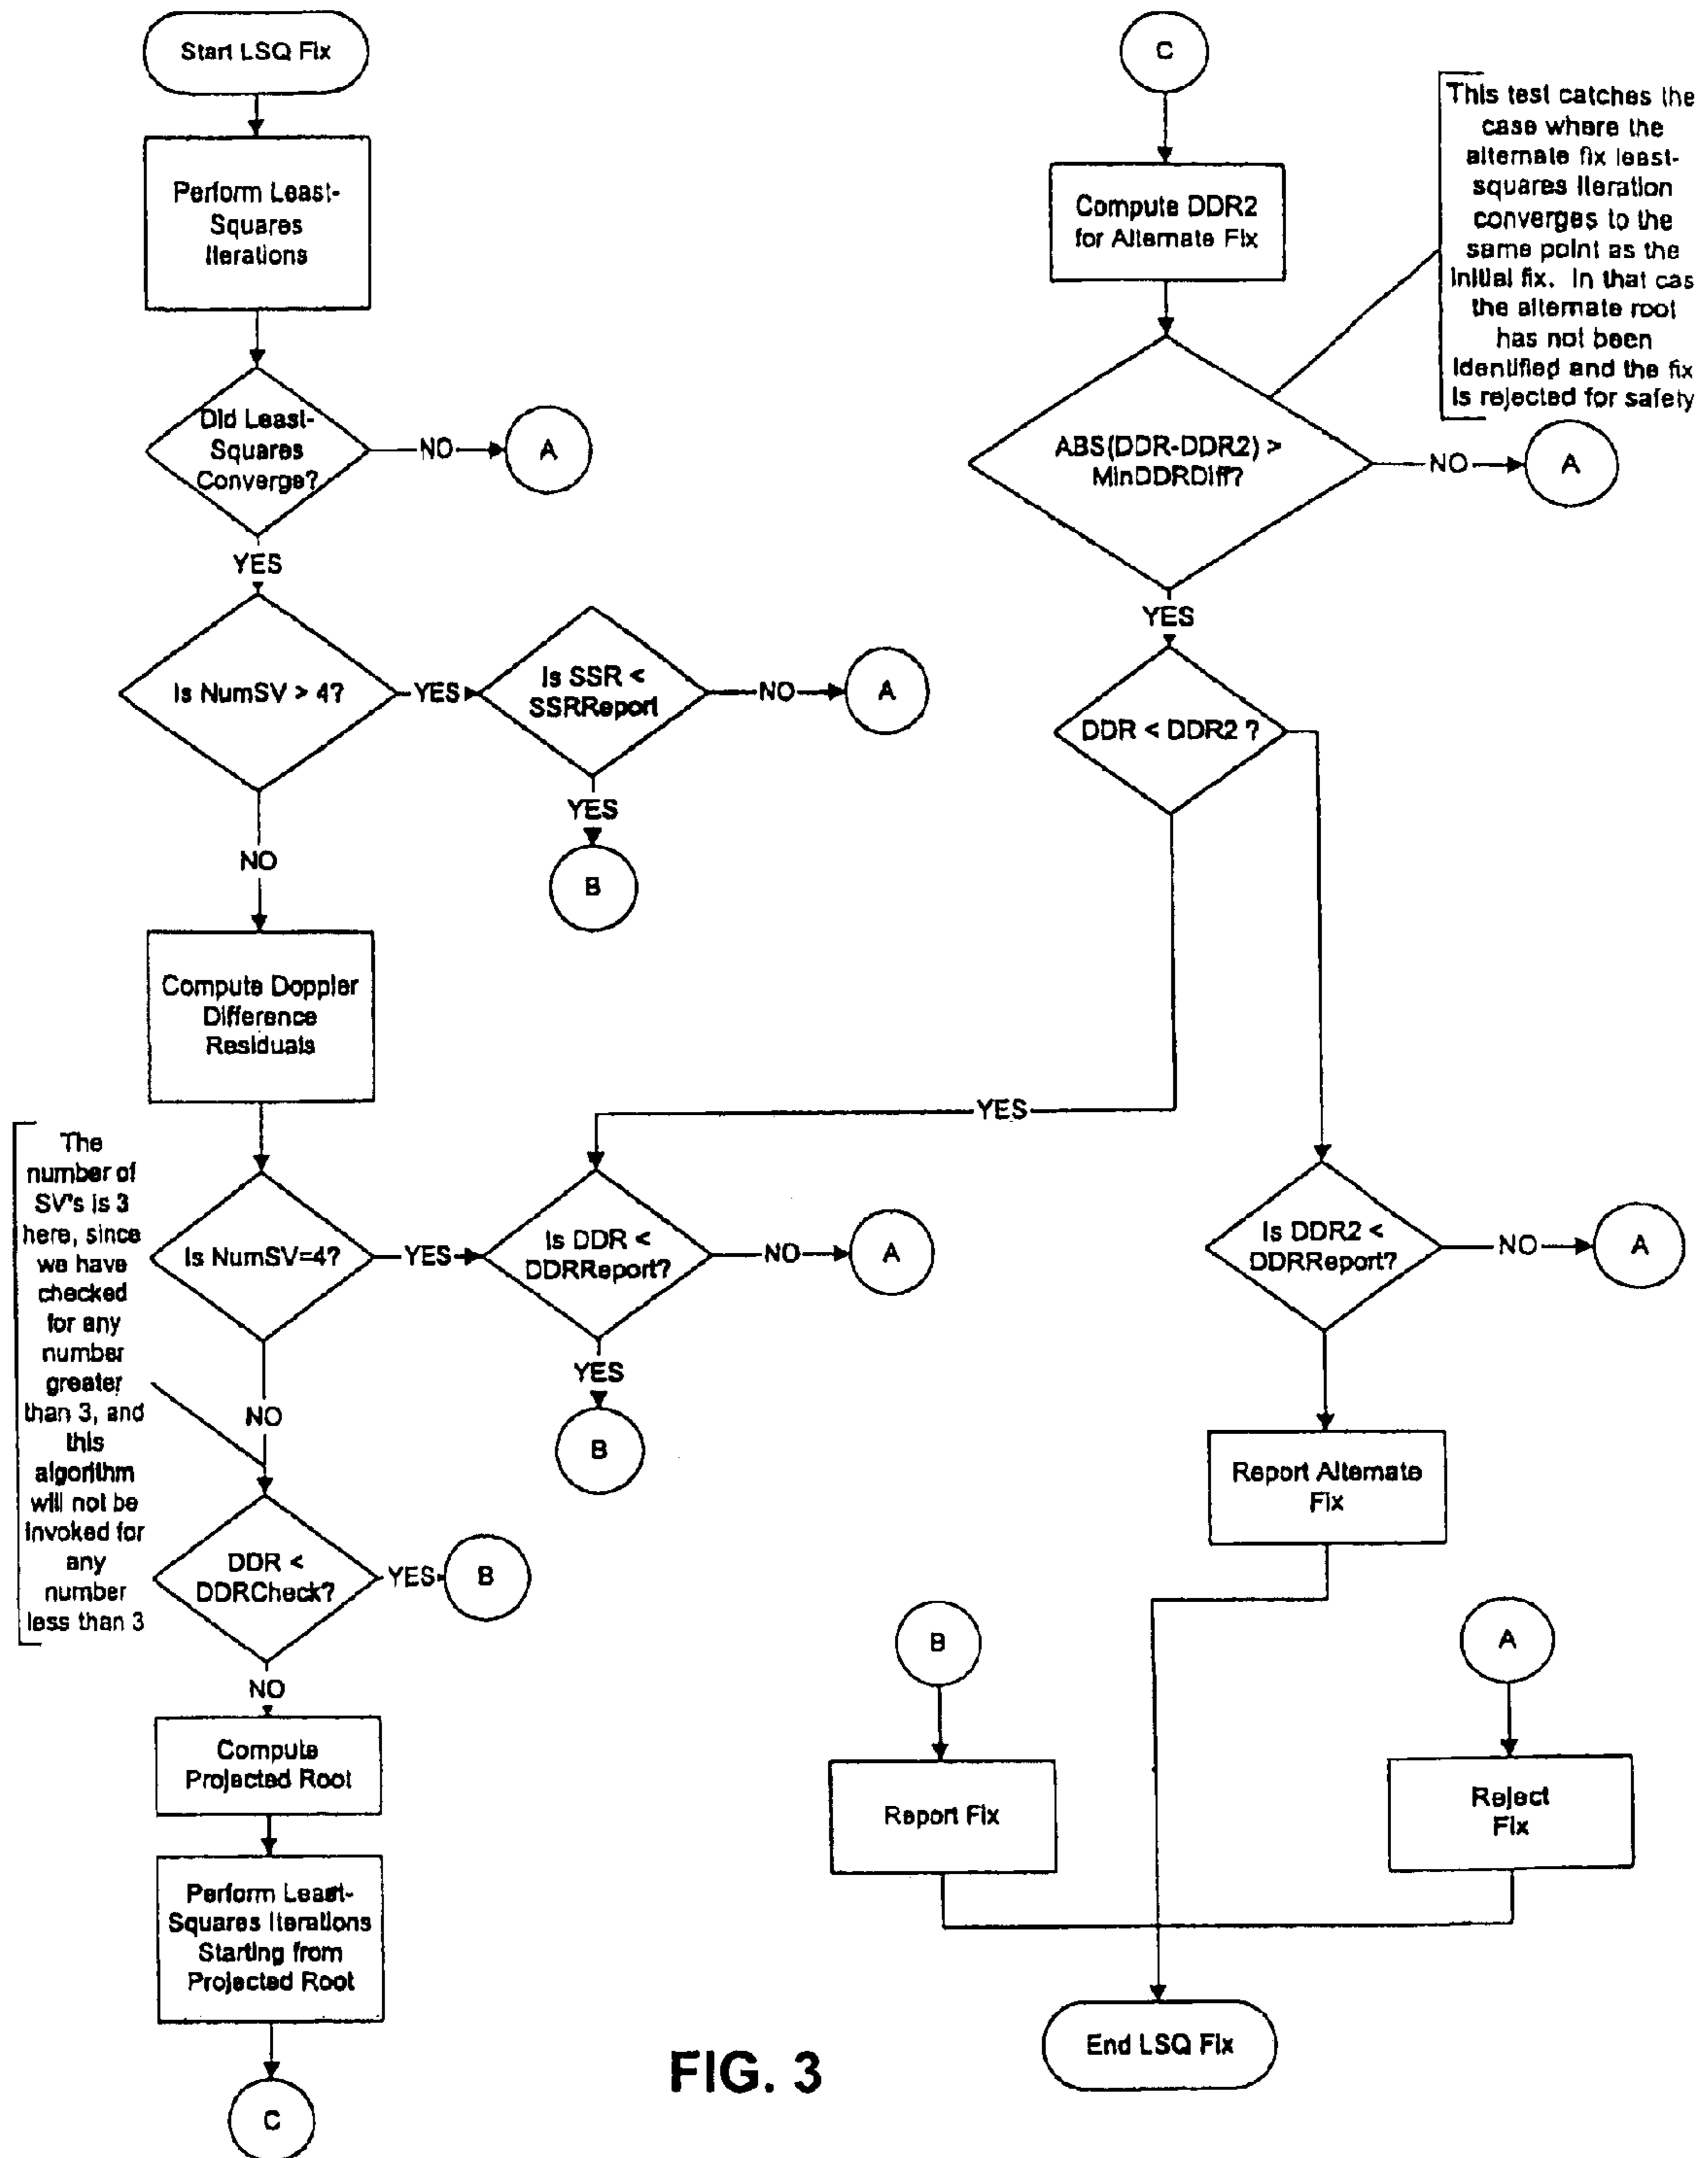 Start LSQ Fix
Perform Least-
Squares
Iterations
Did Least-
Squares
Converge?
NO
A
YES
Is NumSV > 4?
YES
Is SSR <
SSRReport
NO
A
YES
B
NO
Compute Doppler
Difference
Residuals
The
number of
SV's is 3
here, since
we have
checked
for any
number
greater
than 3, and
this
algorithm
will not be
invoked for
any
number
less than 3
Is NumSV=4?
YES
Is DDR <
DDRReport?
NO
A
YES
B
NO
DDR <
DDRCheck?
YES
B
NO
Compute
Projected Root
Perform Least-
Squares Iterations
Starting from
Projected Root
C
C
Compute DDR2
for Alternate Fix
This test catches the
case where the
alternate fix least-
squares iteration
converges to the
same point as the
initial fix. In that cas
the alternate root
has not been
identified and the fix
is rejected for safety
ABS(DDR-DDR2) >
MinDDRDiff?
NO
A
YES
DDR < DDR2 ?
YES
Is DDR2 <
DDRReport?
NO
A
Report Alternate
Fix
B
Report Fix
A
Reject
Fix
End LSQ Fix
FIG. 3